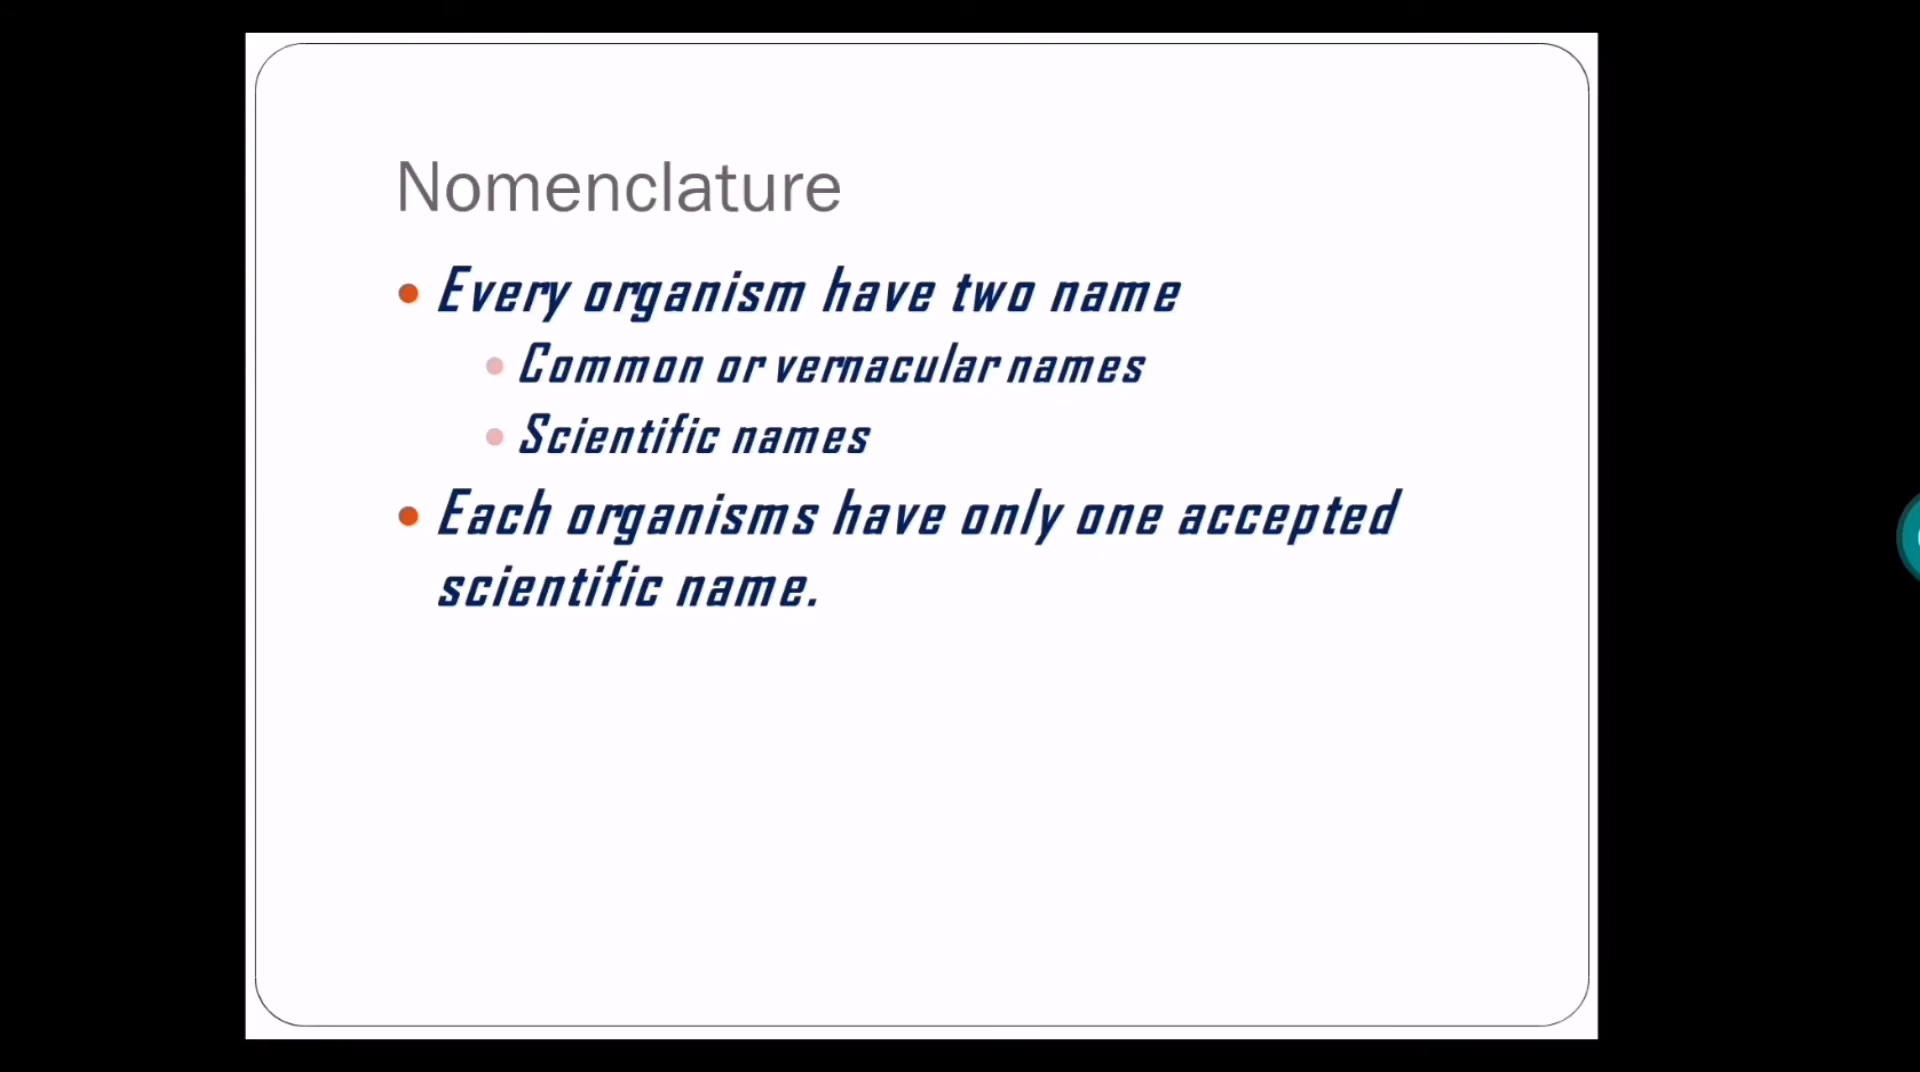 Nomenclature
Every organism have two name
Common or vernacular names
Scientific names
Each organisms have only one accepted
scientific name.